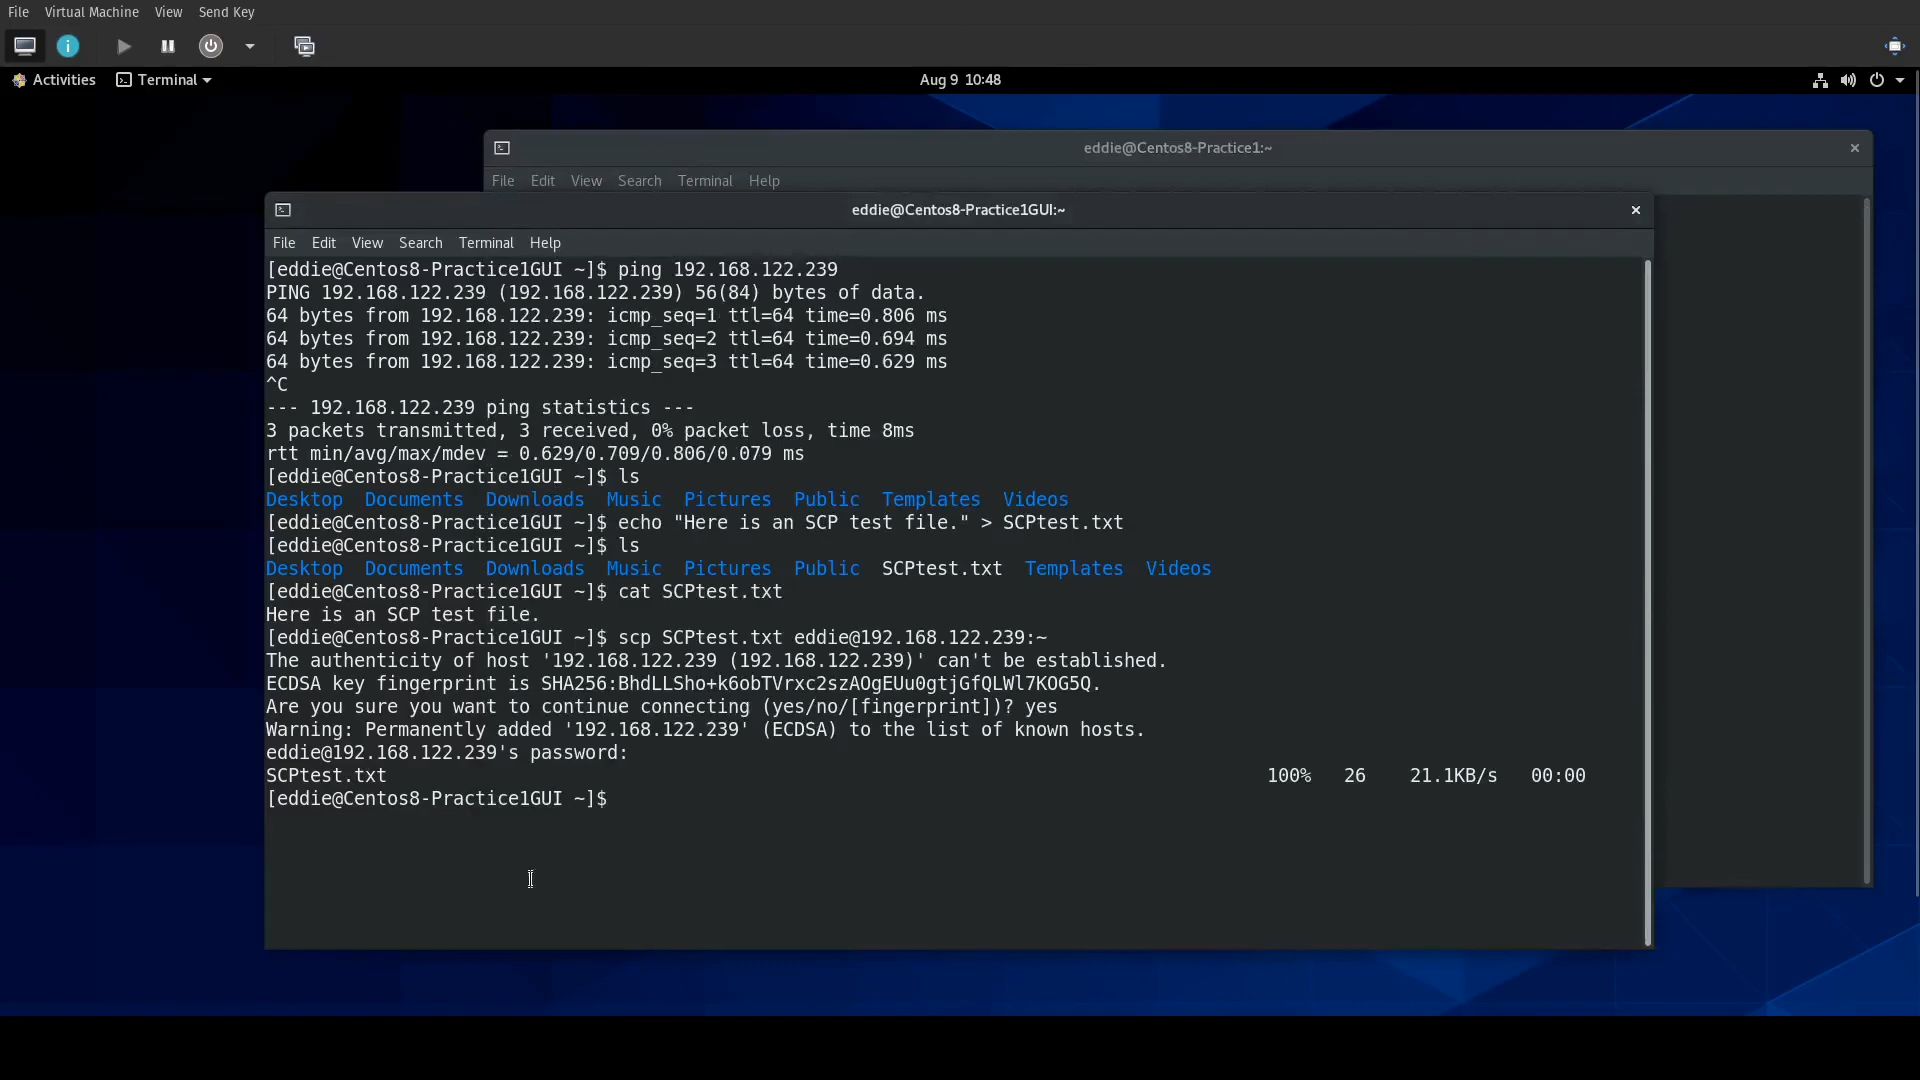 File Virtual Machine View Send Key
Activities Terminal Aug 9 10:48
eddie@Centos8-Practice1:~
File Edit View Search Terminal Help
eddie@Centos8-Practice1GUI:~
File Edit View Search Terminal Help
[eddie@Centos8-Practice1GUI ~]$ ping 192.168.122.239
PING 192.168.122.239 (192.168.122.239) 56(84) bytes of data.
64 bytes from 192.168.122.239: icmp_seq=1 ttl=64 time=0.806 ms
64 bytes from 192.168.122.239: icmp_seq=2 ttl=64 time=0.694 ms
64 bytes from 192.168.122.239: icmp_seq=3 ttl=64 time=0.629 ms
^C
--- 192.168.122.239 ping statistics ---
3 packets transmitted, 3 received, 0% packet loss, time 8ms
rtt min/avg/max/mdev = 0.629/0.709/0.806/0.079 ms
[eddie@Centos8-Practice1GUI ~]$ ls
Desktop Documents Downloads Music Pictures Public Templates Videos
[eddie@Centos8-Practice1GUI ~]$ echo "Here is an SCP test file." > SCPtest.txt
[eddie@Centos8-Practice1GUI ~]$ ls
Desktop Documents Downloads Music Pictures Public SCPtest.txt Templates Videos
[eddie@Centos8-Practice1GUI ~]$ cat SCPtest.txt
Here is an SCP test file.
[eddie@Centos8-Practice1GUI ~]$ scp SCPtest.txt eddie@192.168.122.239:~
The authenticity of host '192.168.122.239 (192.168.122.239)' can't be established.
ECDSA key fingerprint is SHA256:BhdLLSho+k6obTVrxc2szAOgEUu0gtjGfQLWl7KOG5Q.
Are you sure you want to continue connecting (yes/no/[fingerprint])? yes
Warning: Permanently added '192.168.122.239' (ECDSA) to the list of known hosts.
eddie@192.168.122.239's password:
SCPtest.txt 100% 26 21.1KB/s 00:00
[eddie@Centos8-Practice1GUI ~]$